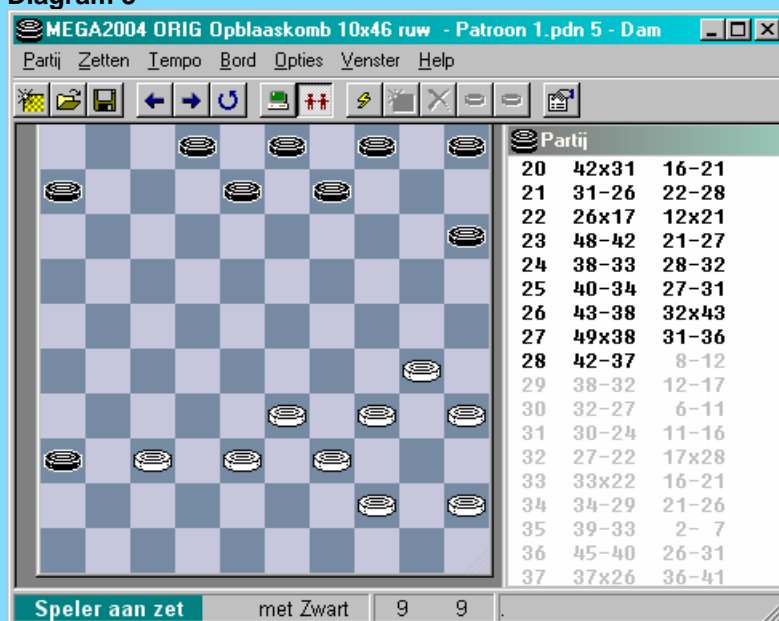 MEGA2004 ORIG Opblaaskomb 10x46 ruw - Patroon 1.pdn 5 - Dam
Partij Zetten Tempo Bord Opties Venster Help
Partij
20 42x31 16-21
21 31-26 22-28
22 26x17 12x21
23 48-42 21-27
24 38-33 28-32
25 40-34 27-31
26 43-38 32x43
27 49x38 31-36
28 42-37 8-12
29 38-32 12-17
30 32-27 6-11
31 30-24 11-16
32 27-22 17x28
33 33x22 16-21
34 34-29 21-26
35 39-33 2- 7
36 45-40 26-31
37 37x26 36-41
Speler aan zet met Zwart 9 9 .